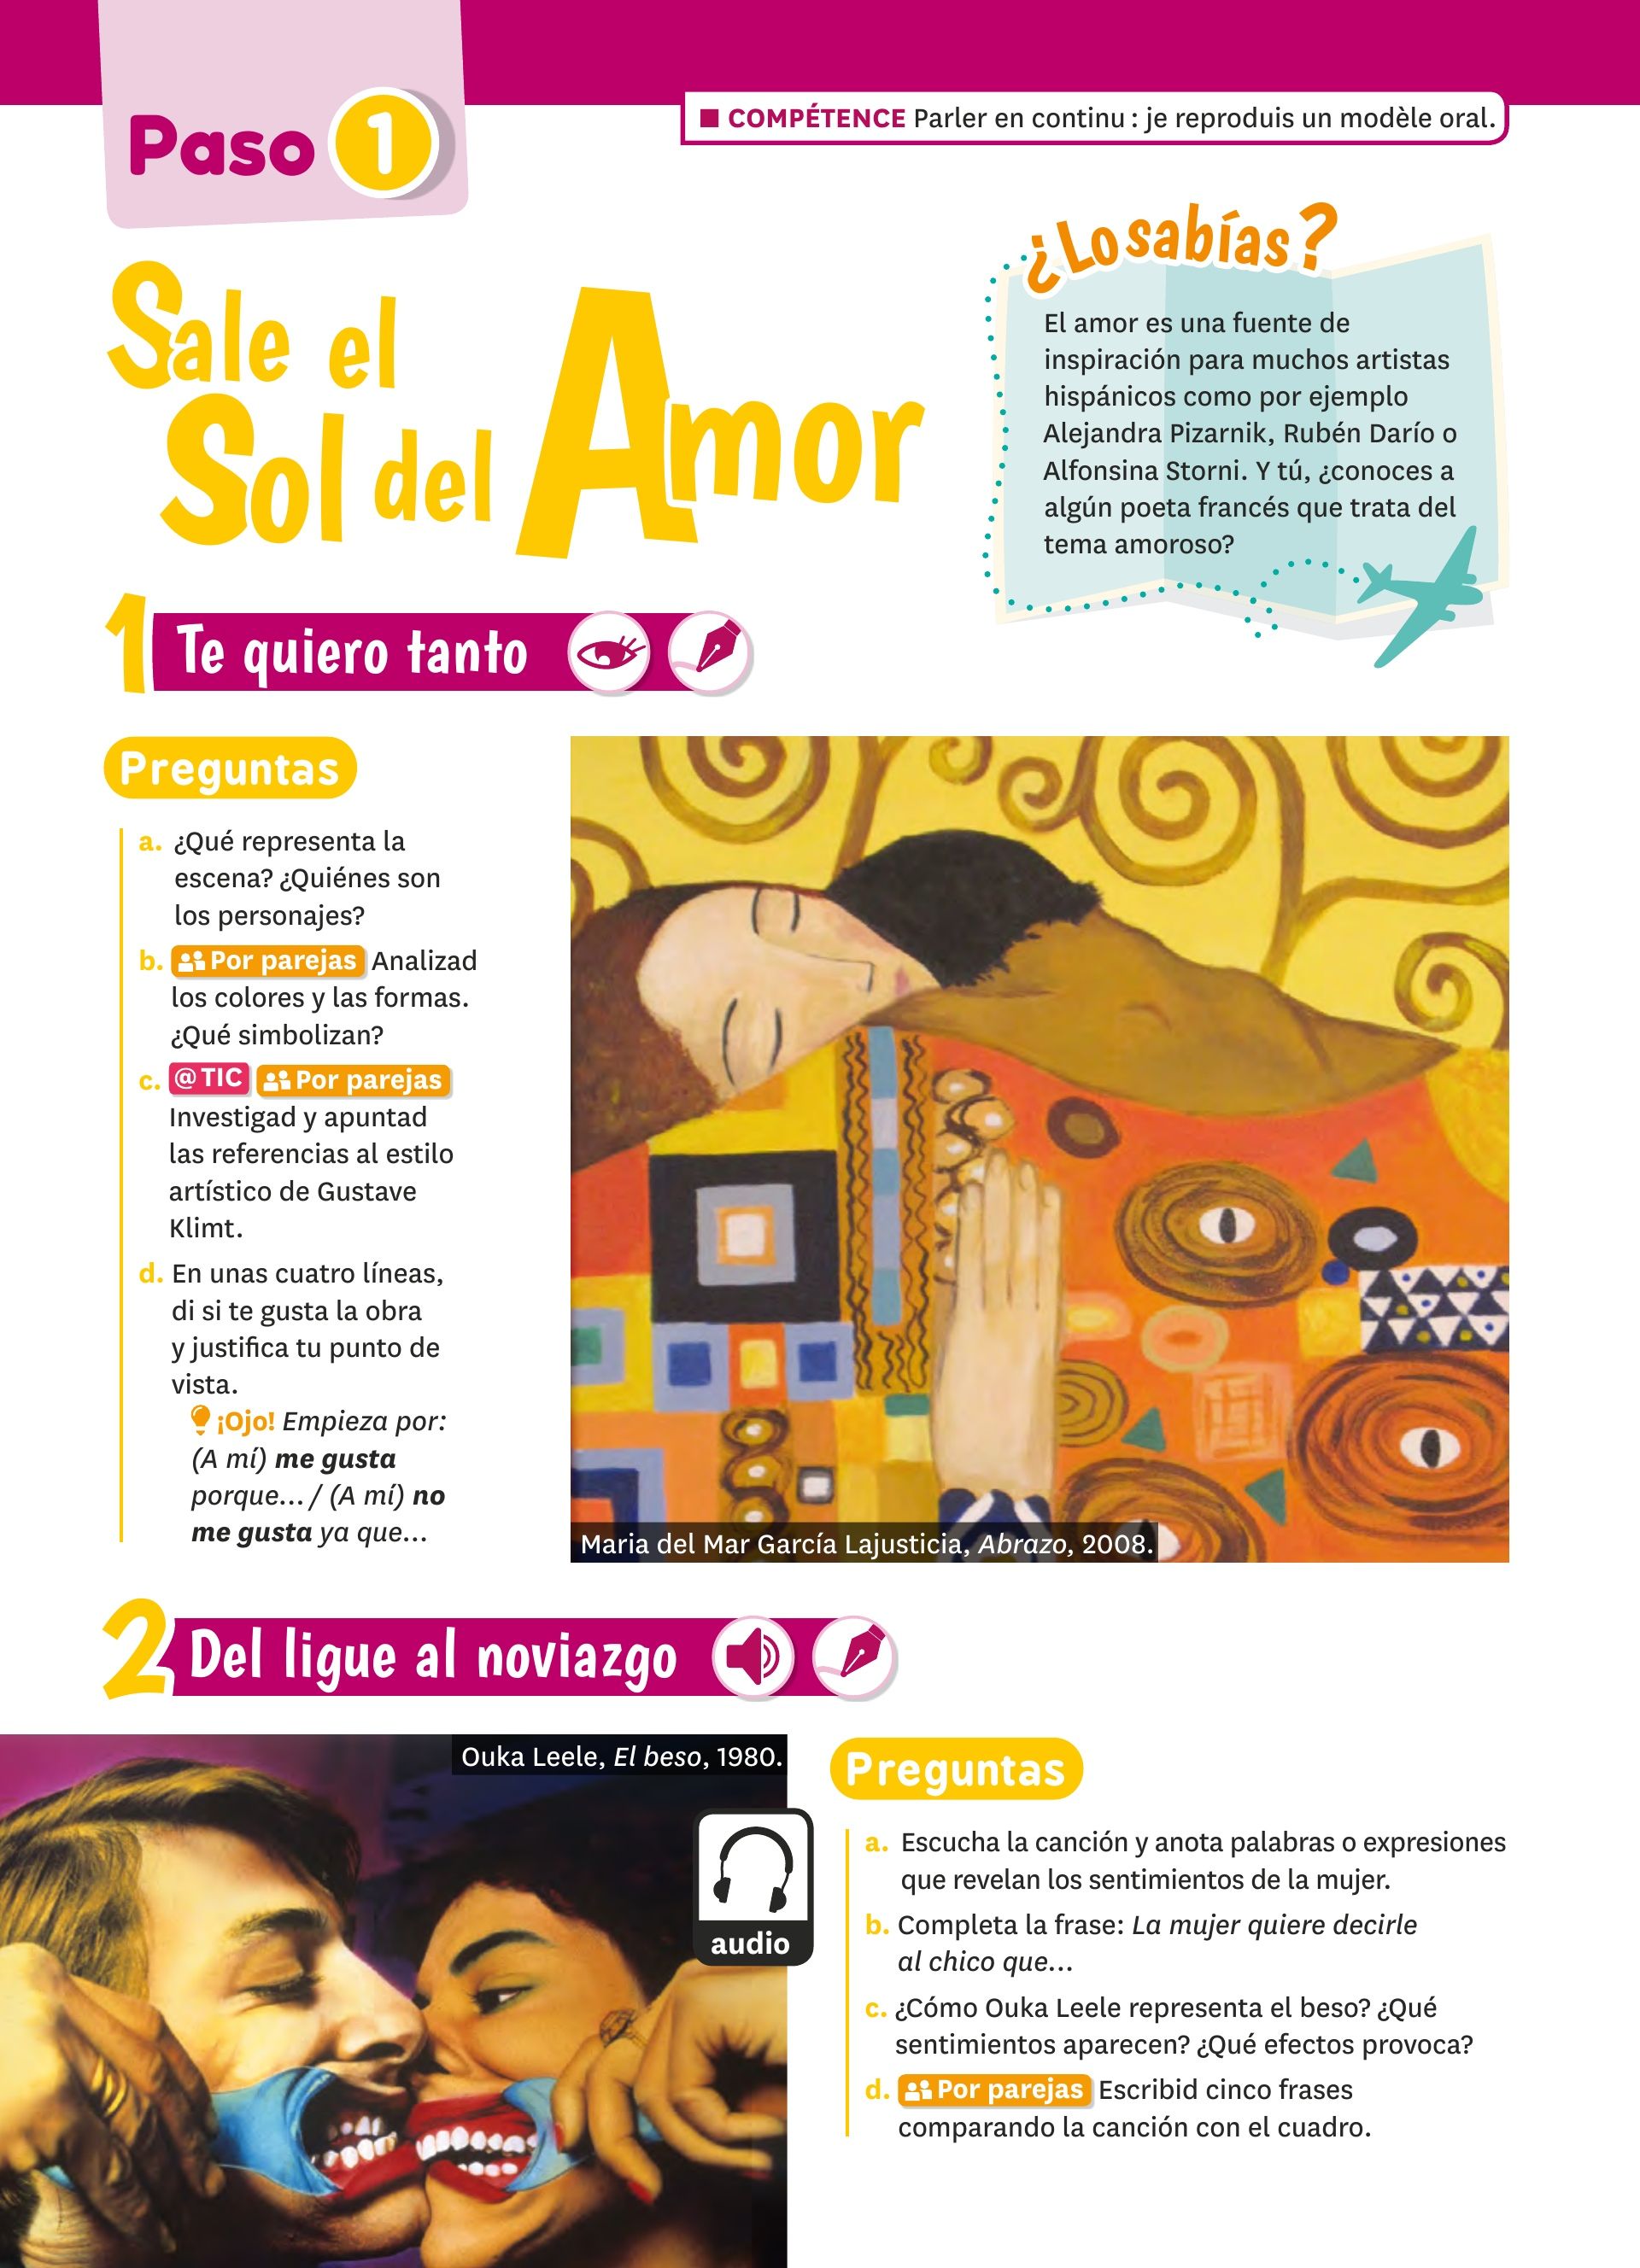 Paso 1
■ COMPÉTENCE Parler en continu : je reproduis un modèle oral.
Sale el
Sol del Amor
¿Lo sabías?
El amor es una fuente de
inspiración para muchos artistas
hispánicos como por ejemplo
Alejandra Pizarnik, Rubén Darío o
Alfonsina Storni. Y tú, ¿conoces a
algún poeta francés que trata del
tema amoroso?
1 Te quiero tanto
Preguntas
a. ¿Qué representa la
escena? ¿Quiénes son
los personajes?
b. Por parejas Analizad
los colores y las formas.
¿Qué simbolizan?
c. @TIC Por parejas
Investigad y apuntad
las referencias al estilo
artístico de Gustave
Klimt.
d. En unas cuatro líneas,
di si te gusta la obra
y justifica tu punto de
vista.
¡Ojo! Empieza por:
(A mí) me gusta
porque… / (A mí) no
me gusta ya que…
Maria del Mar García Lajusticia, Abrazo, 2008.
2 Del ligue al noviazgo
Ouka Leele, El beso, 1980.
audio
Preguntas
a. Escucha la canción y anota palabras o expresiones
que revelan los sentimientos de la mujer.
b. Completa la frase: La mujer quiere decirle
al chico que…
c. ¿Cómo Ouka Leele representa el beso? ¿Qué
sentimientos aparecen? ¿Qué efectos provoca?
d. Por parejas Escribid cinco frases
comparando la canción con el cuadro.